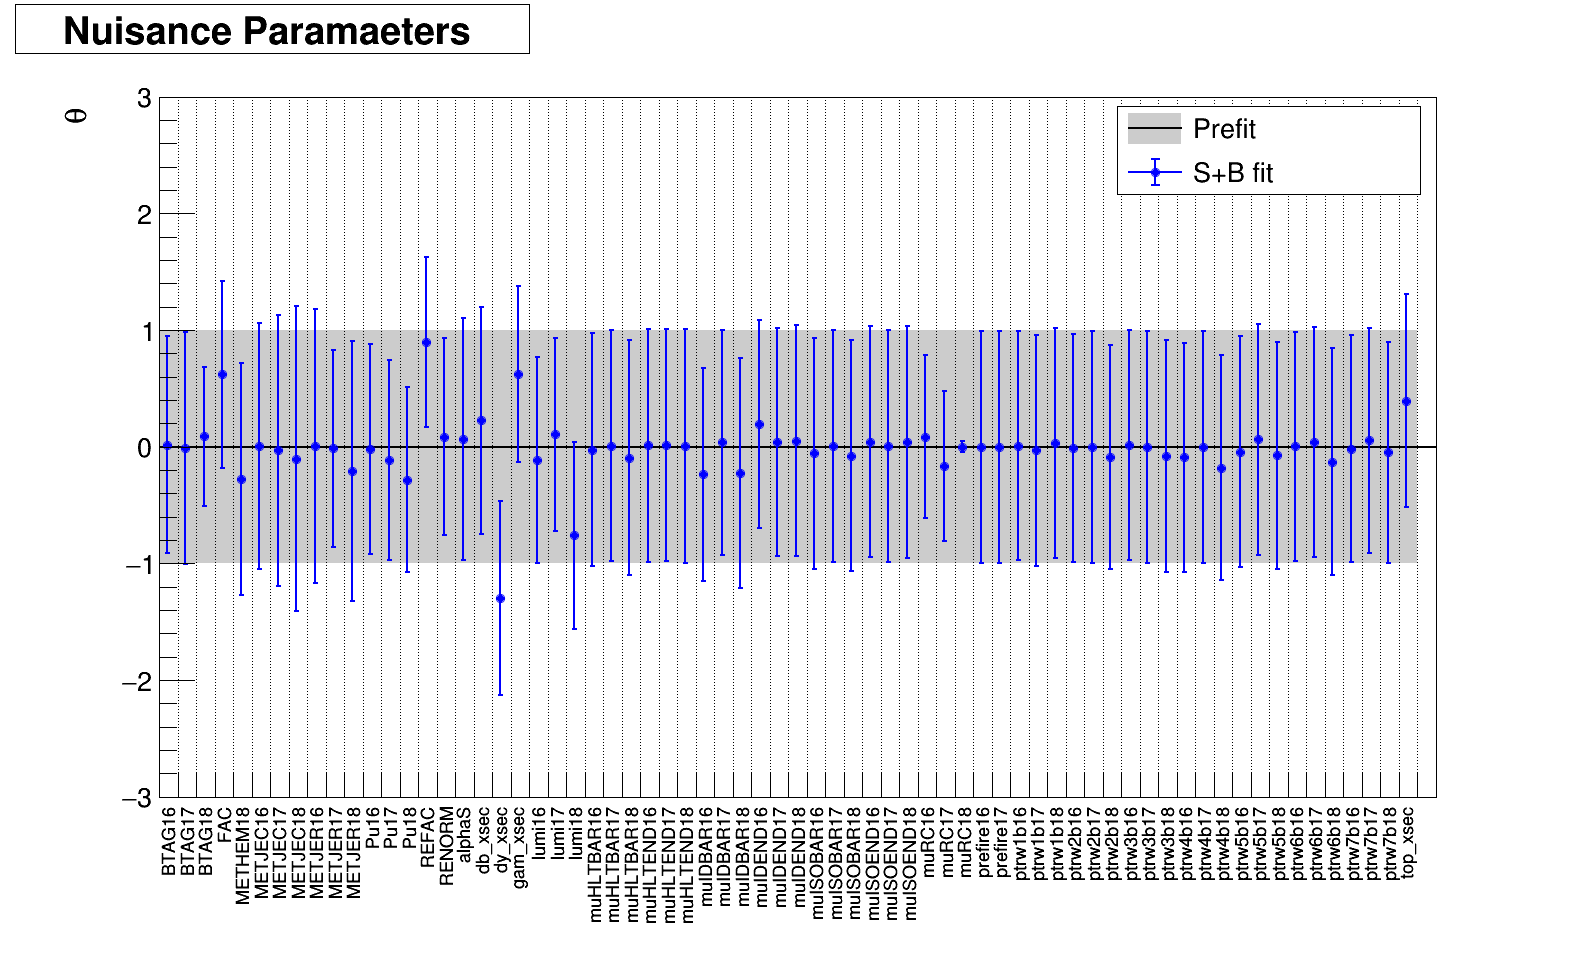 Nuisance Paramaeters
θ
3
2
1
0
−1
−2
−3
Prefit
S+B fit
BTAG16
BTAG17
BTAG18
FAC
METHEM18
METJEC16
METJEC17
METJEC18
METJER16
METJER17
METJER18
Pu16
Pu17
Pu18
REFAC
RENORM
alphaS
db_xsec
dy_xsec
gam_xsec
lumi16
lumi17
lumi18
muHLTBAR16
muHLTBAR17
muHLTBAR18
muHLTEND16
muHLTEND17
muHLTEND18
muIDBAR16
muIDBAR17
muIDBAR18
muIDEND16
muIDEND17
muIDEND18
muISOBAR16
muISOBAR17
muISOBAR18
muISOEND16
muISOEND17
muISOEND18
muRC16
muRC17
muRC18
prefire16
prefire17
ptrw1b16
ptrw1b17
ptrw1b18
ptrw2b16
ptrw2b17
ptrw2b18
ptrw3b16
ptrw3b17
ptrw3b18
ptrw4b16
ptrw4b17
ptrw4b18
ptrw5b16
ptrw5b17
ptrw5b18
ptrw6b16
ptrw6b17
ptrw6b18
ptrw7b16
ptrw7b17
ptrw7b18
top_xsec